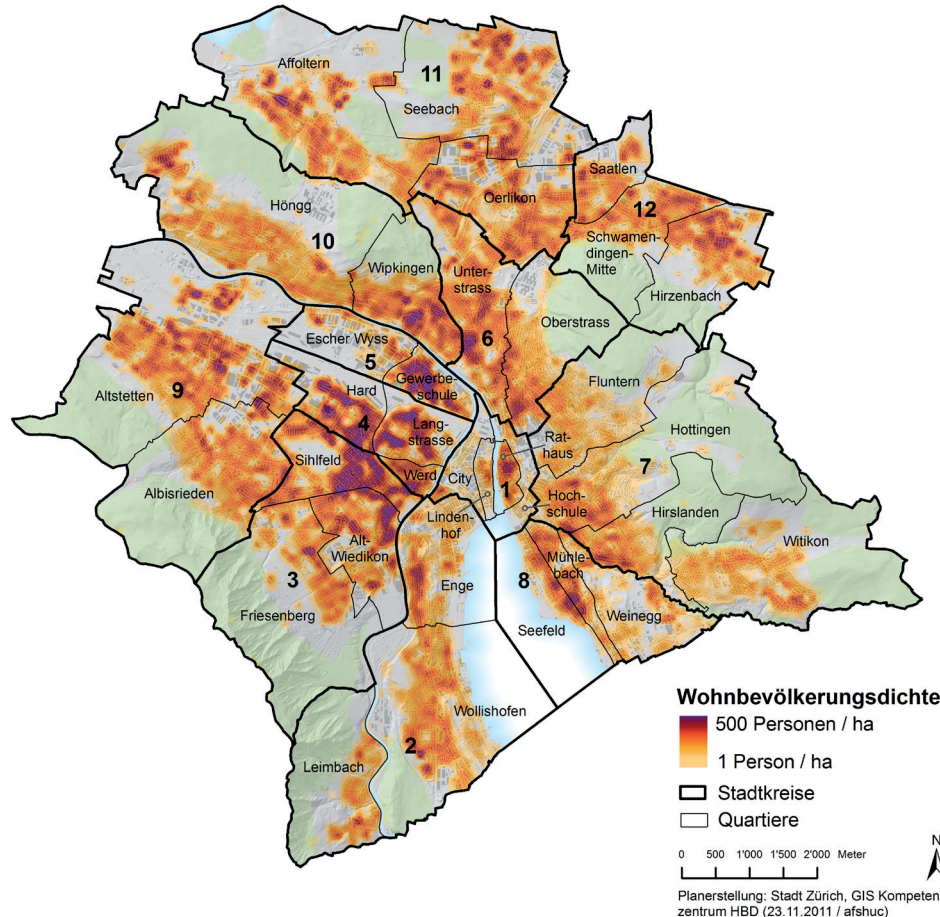 Affoltern
11
Seebach
Saatlen
Oerlikon
12
Höngg
10
Schwamen-
dingen-
Mitte
Wipkingen
Unter-
strass
Hirzenbach
Oberstrass
Escher Wyss
5
6
9
Gewerbe-
schule
Fluntern
Altstetten
Hard
4
Lang-
strasse
Hottingen
Rat-
haus
Sihlfeld
Werd
City
7
Albisrieden
1
Hoch-
schule
Linden-
hof
Hirslanden
Alt-
Wiedikon
Witikon
Mühle-
bach
3
Enge
8
Friesenberg
Weinegg
Seefeld
Wollishofen
2
Leimbach
Wohnbevölkerungsdichte
500 Personen / ha
1 Person / ha
Stadtkreise
Quartiere
N
0 500 1'000 1'500 2'000 Meter
Planerstellung: Stadt Zürich, GIS Kompeten
zentrum HBD (23.11.2011 / afshuc)